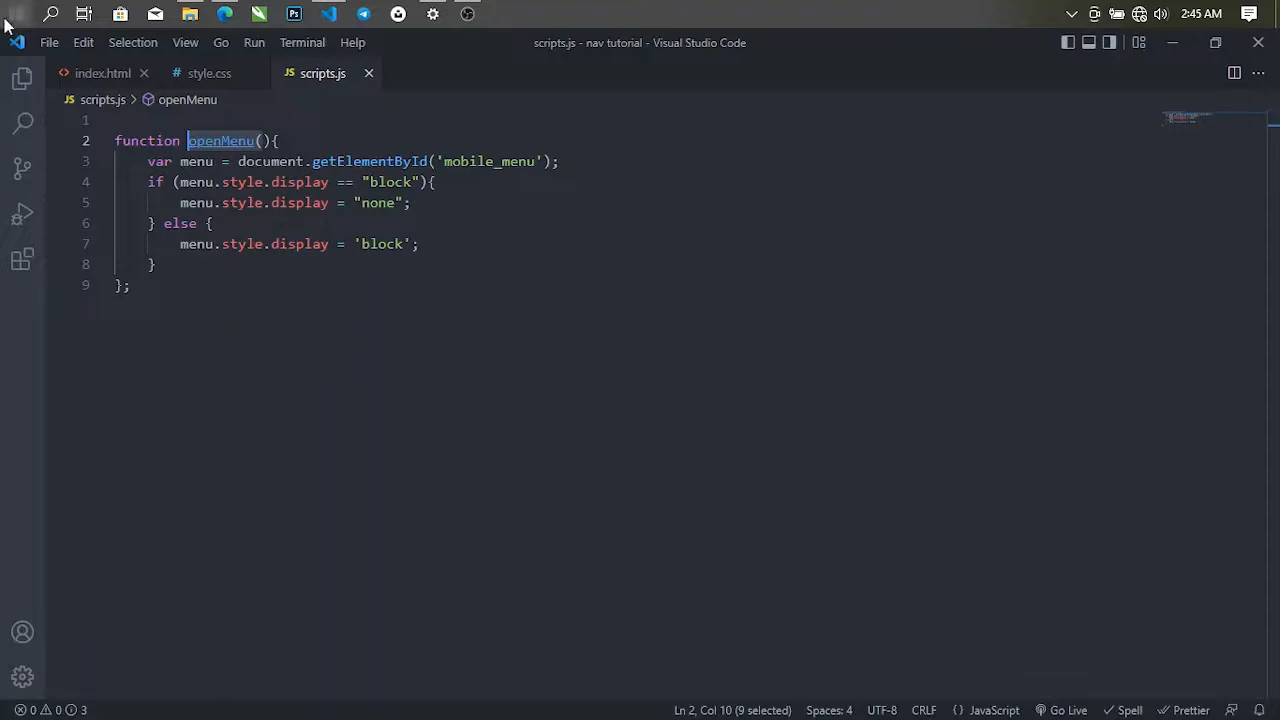 Ps
2:45 AM
File Edit Selection View Go Run Terminal Help
scripts.js - nav tutorial - Visual Studio Code
<> index.html
# style.css
JS scripts.js
JS scripts.js > openMenu
1
2 function openMenu(){
3 var menu = document.getElementById('mobile_menu');
4 if (menu.style.display == "block"){
5 menu.style.display = "none";
6 } else {
7 menu.style.display = 'block';
8 }
9 };
0 0 3
Ln 2, Col 10 (9 selected) Spaces: 4 UTF-8 CRLF {} JavaScript Go Live Spell Prettier